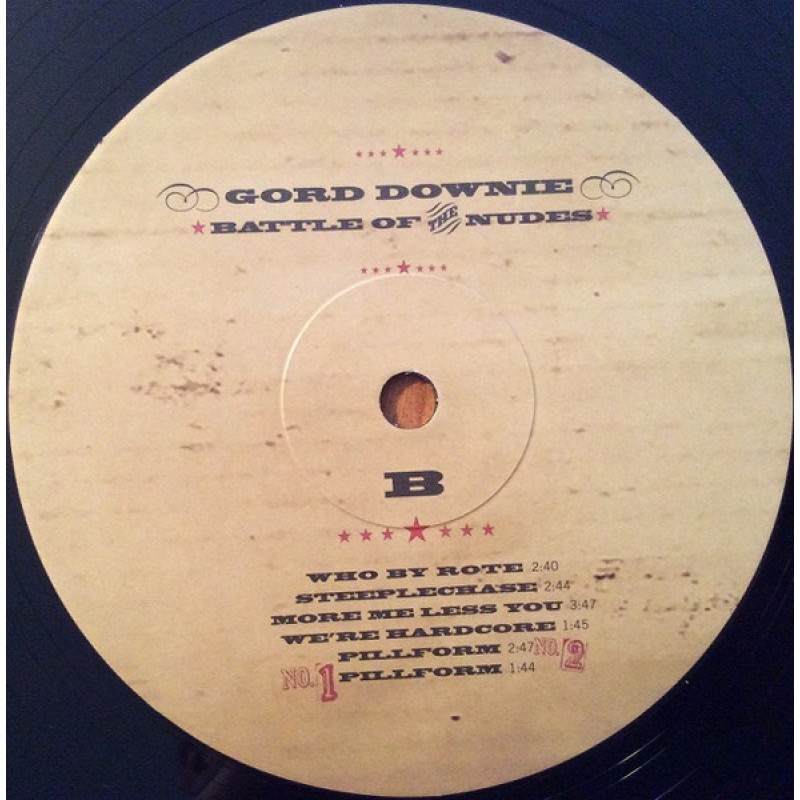 GORD DOWNIE
BATTLE OF THE NUDES
B
WHO BY ROTE 2:40
STEEPLECHASE 2:44
MORE ME LESS YOU 3:47
WE'RE HARDCORE 1:45
PILLFORM 2:47 NO. 2
NO. 1 PILLFORM 1:44